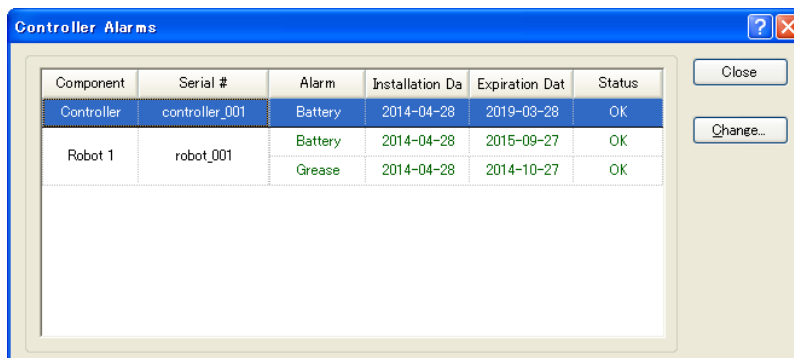 Controller Alarms
Component Serial # Alarm Installation Da Expiration Dat Status
Controller controller_001 Battery 2014-04-28 2019-03-28 OK
Robot 1 robot_001 Battery 2014-04-28 2015-09-27 OK
Grease 2014-04-28 2014-10-27 OK
Close
Change...